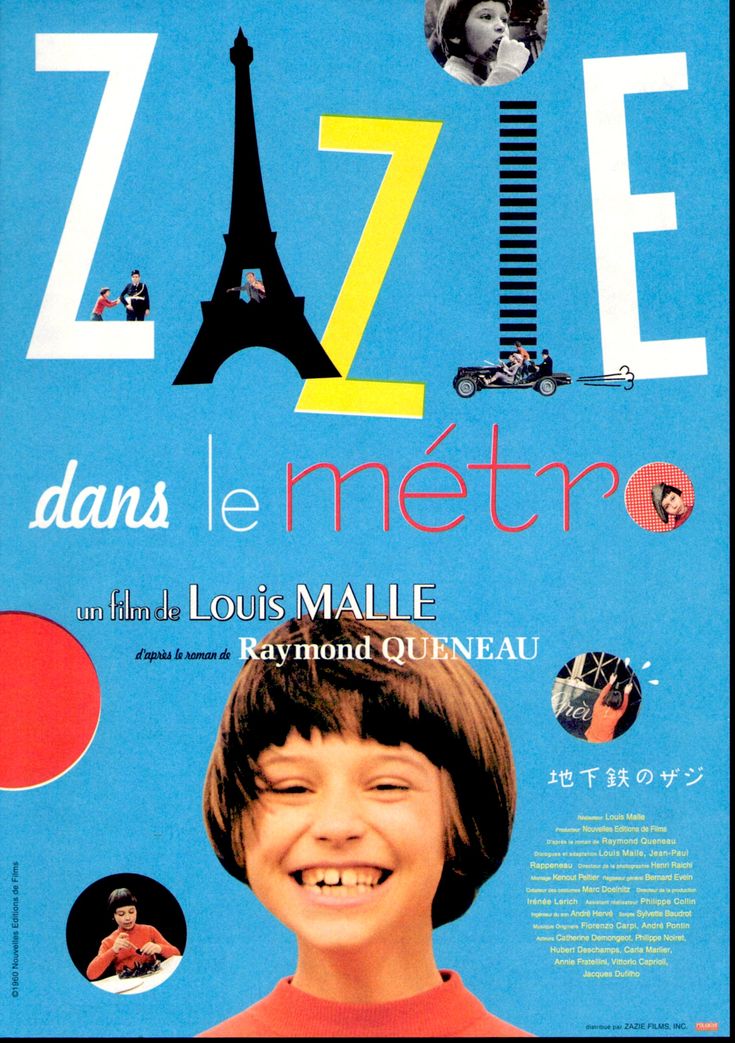 ZAZIE
dans le métro
un film de Louis MALLE
d'après le roman de Raymond QUENEAU
地下鉄のザジ
Réalisateur Louis Malle
Producteur Nouvelles Editions de Films
D'après le roman de Raymond Queneau
Dialogues et adaptation Louis Malle, Jean-Paul
Rappeneau Directeur de la photographie Henri Raichi
Montage Kenout Peltier Régisseur général Bernard Evein
Créateur des costumes Marc Doelnitz Directeur de la production
Irénée Lerich Assistant réalisateur Philippe Collin
Ingénieur du son André Hervé Scripte Sylvette Baudrot
Musique Originale Fiorenzo Carpi, André Pontin
Acteurs Catherine Demongeot, Philippe Noiret,
Hubert Deschamps, Carla Marlier,
Annie Fratellini, Vittorio Caprioli,
Jacques Dufilho
©1960 Nouvelles Editions de Films
distribué par ZAZIE FILMS, INC.